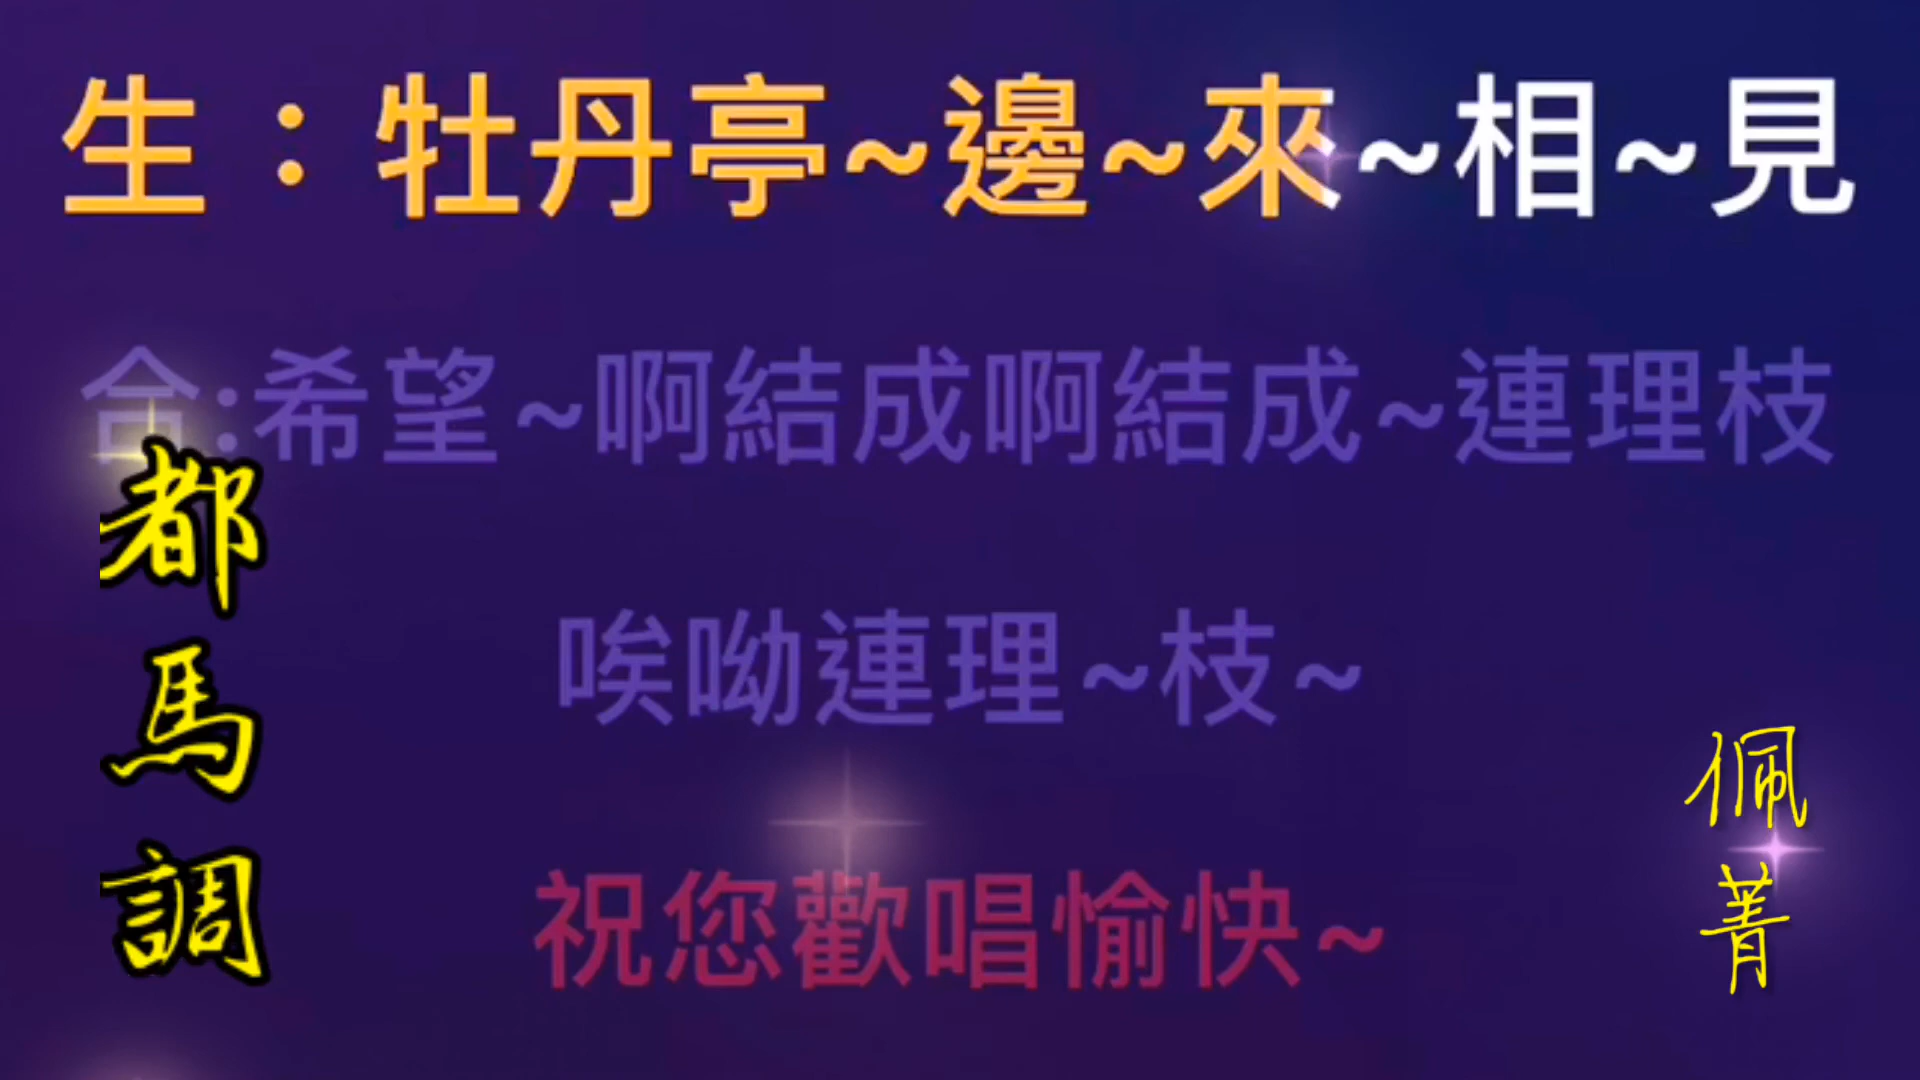 生：牡丹亭~邊~來~相~見
合:希望~啊結成啊結成~連理枝
唉呦連理~枝~
祝您歡唱愉快~
都馬調
佩菁